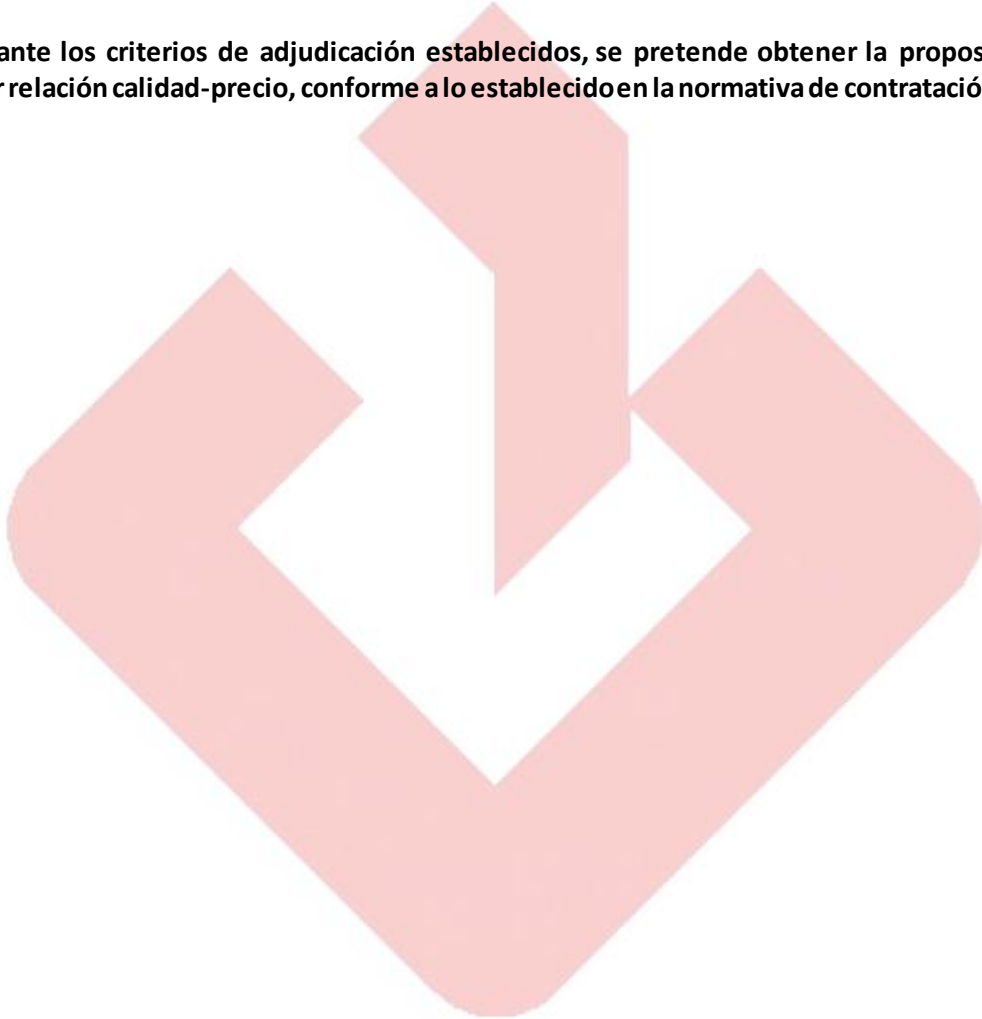 ante los criterios de adjudicación establecidos, se pretende obtener la propos
r relación calidad-precio, conforme a lo establecido en la normativa de contratació